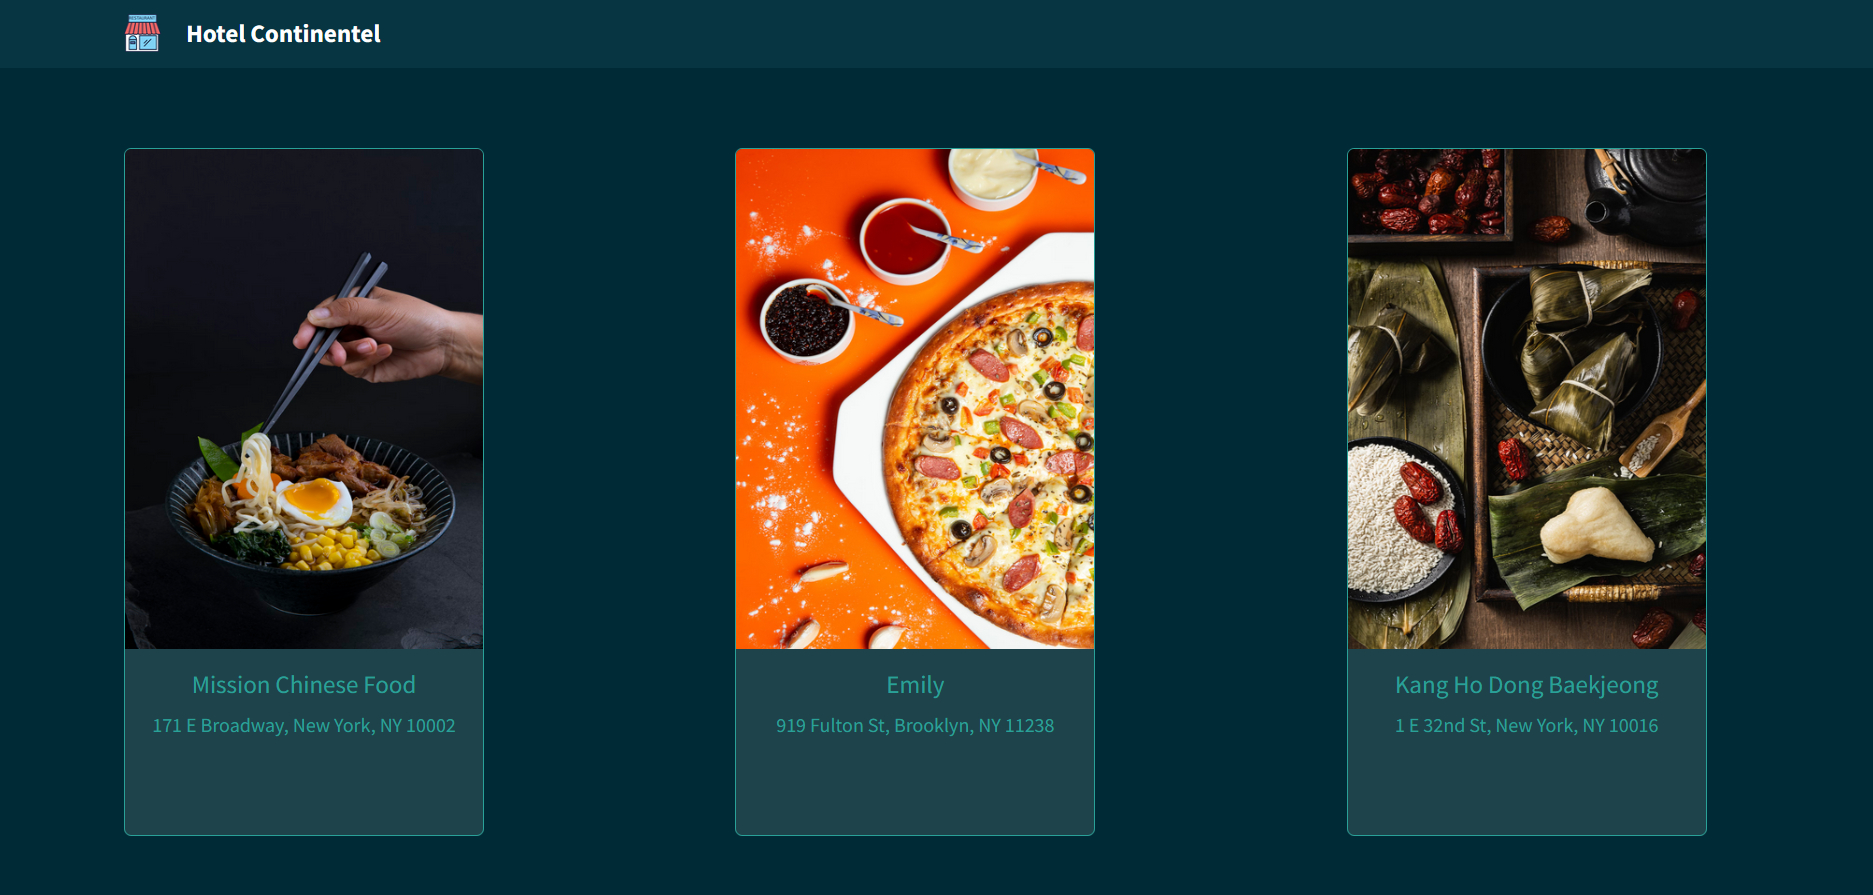 RESTAURANT
Hotel Continentel
Mission Chinese Food
171 E Broadway, New York, NY 10002
Emily
919 Fulton St, Brooklyn, NY 11238
Kang Ho Dong Baekjeong
1 E 32nd St, New York, NY 10016